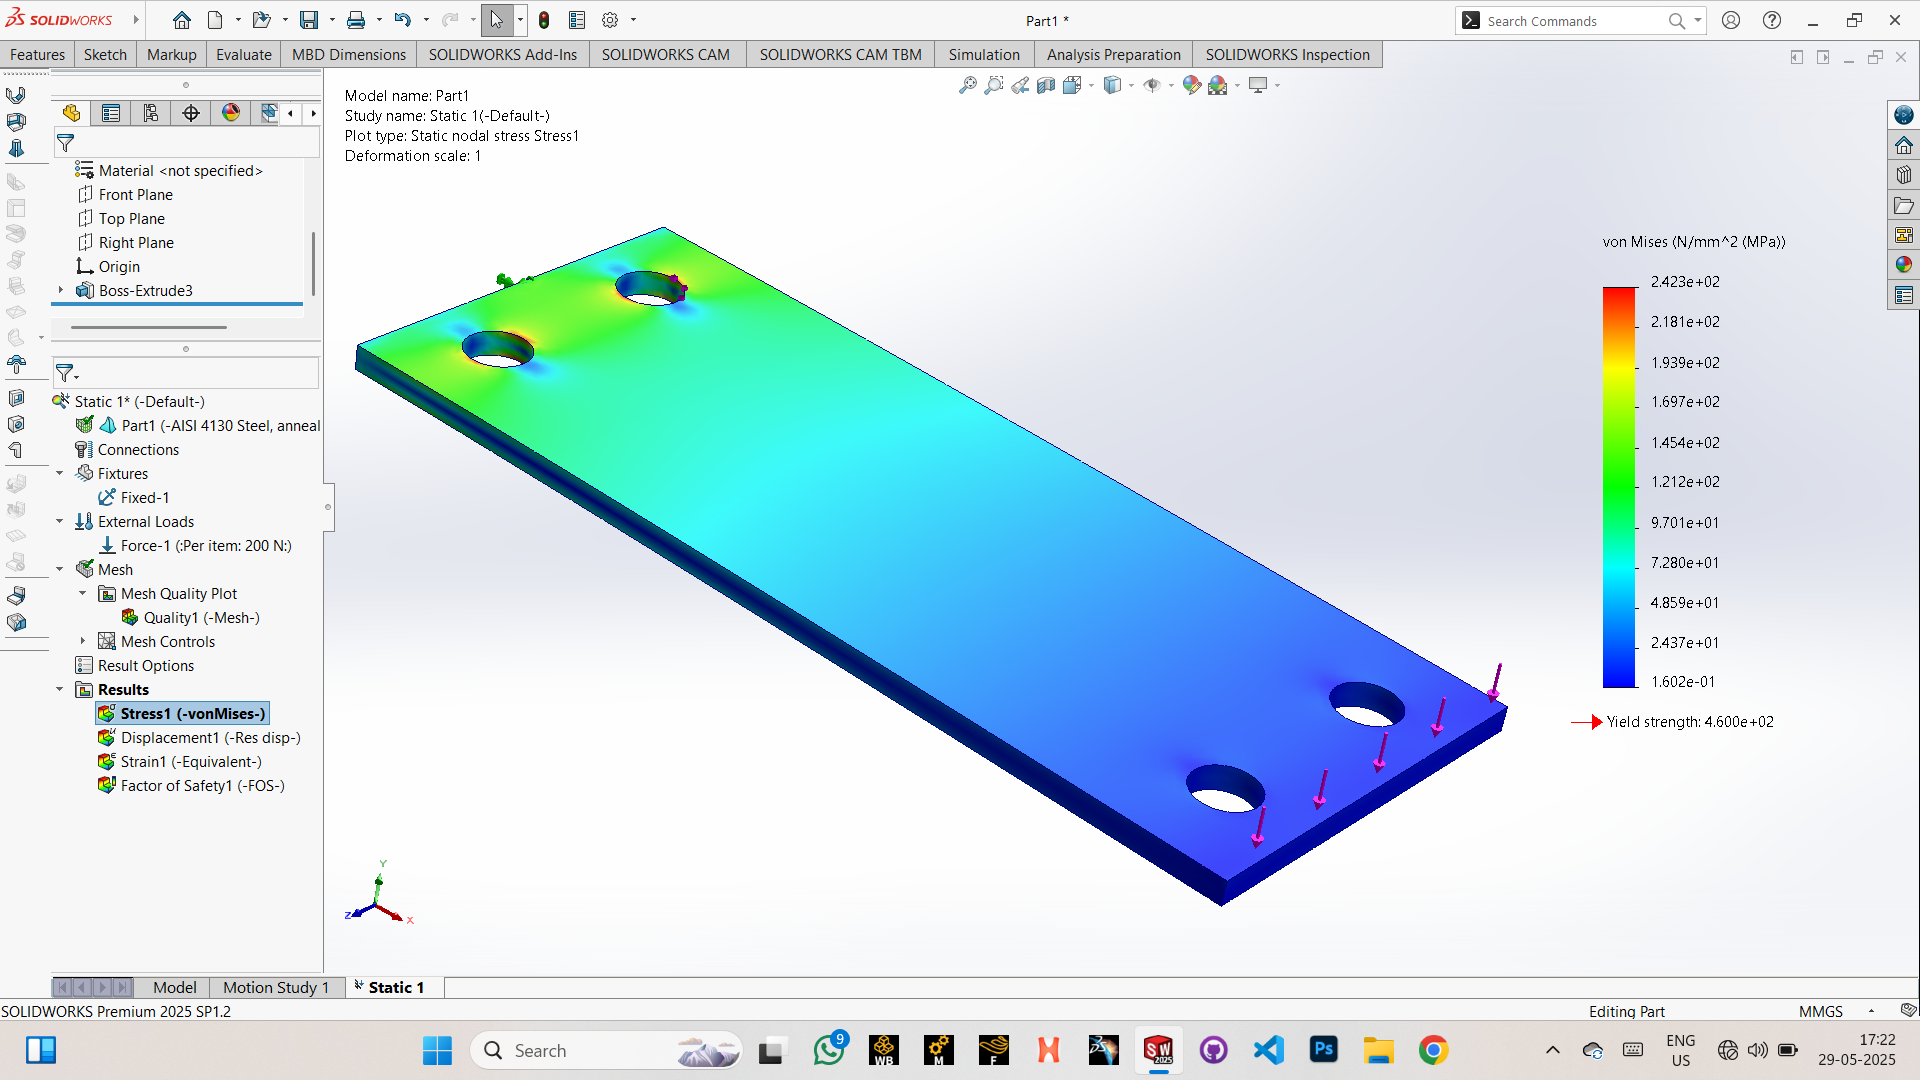 SOLIDWORKS
Part1 *
Search Commands
Features
Sketch
Markup
Evaluate
MBD Dimensions
SOLIDWORKS Add-Ins
SOLIDWORKS CAM
SOLIDWORKS CAM TBM
Simulation
Analysis Preparation
SOLIDWORKS Inspection
Material <not specified>
Front Plane
Top Plane
Right Plane
Origin
Boss-Extrude3
Static 1* (-Default-)
Part1 (-AISI 4130 Steel, anneal
Connections
Fixtures
Fixed-1
External Loads
Force-1 (:Per item: 200 N:)
Mesh
Mesh Quality Plot
Quality1 (-Mesh-)
Mesh Controls
Result Options
Results
Stress1 (-vonMises-)
Displacement1 (-Res disp-)
Strain1 (-Equivalent-)
Factor of Safety1 (-FOS-)
Model name: Part1
Study name: Static 1(-Default-)
Plot type: Static nodal stress Stress1
Deformation scale: 1
von Mises (N/mm^2 (MPa))
2.423e+02
2.181e+02
1.939e+02
1.697e+02
1.454e+02
1.212e+02
9.701e+01
7.280e+01
4.859e+01
2.437e+01
1.602e-01
Yield strength: 4.600e+02
Y
Z
X
Model
Motion Study 1
Static 1
SOLIDWORKS Premium 2025 SP1.2
Editing Part
MMGS
Search
9
WB
M
F
SW
2025
Ps
ENG
US
17:22
29-05-2025